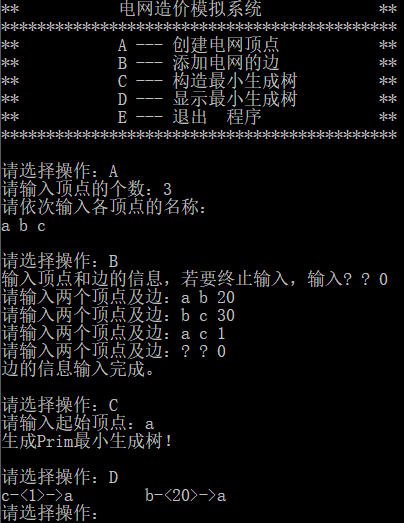 ** 电网造价模拟系统 **
********************************************
** A --- 创建电网顶点 **
** B --- 添加电网的边 **
** C --- 构造最小生成树 **
** D --- 显示最小生成树 **
** E --- 退出 程序 **
********************************************
请选择操作：A
请输入顶点的个数：3
请依次输入各顶点的名称：
a b c
请选择操作：B
输入顶点和边的信息，若要终止输入，输入? ? 0
请输入两个顶点及边：a b 20
请输入两个顶点及边：b c 30
请输入两个顶点及边：a c 1
请输入两个顶点及边：? ? 0
边的信息输入完成。
请选择操作：C
请输入起始顶点：a
生成Prim最小生成树！
请选择操作：D
c-<1>->a b-<20>->a
请选择操作：